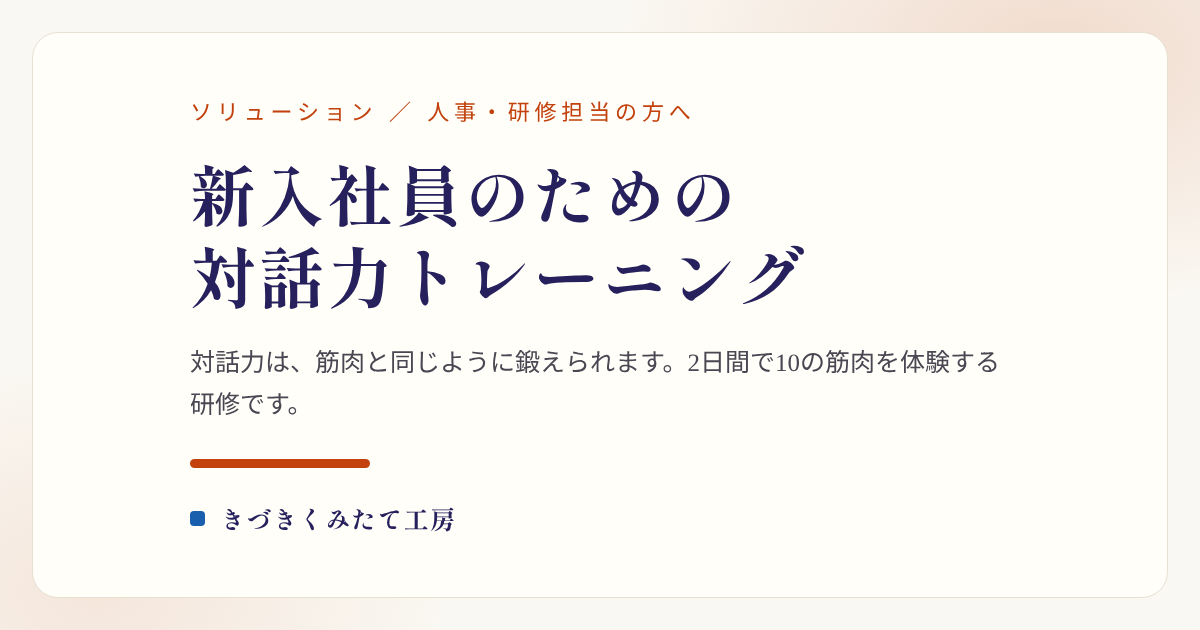 ソリューション ／ 人事・研修担当の方へ
新入社員のための
対話力トレーニング
対話力は、筋肉と同じように鍛えられます。2日間で10の筋肉を体験する
研修です。
きづきくみたて工房